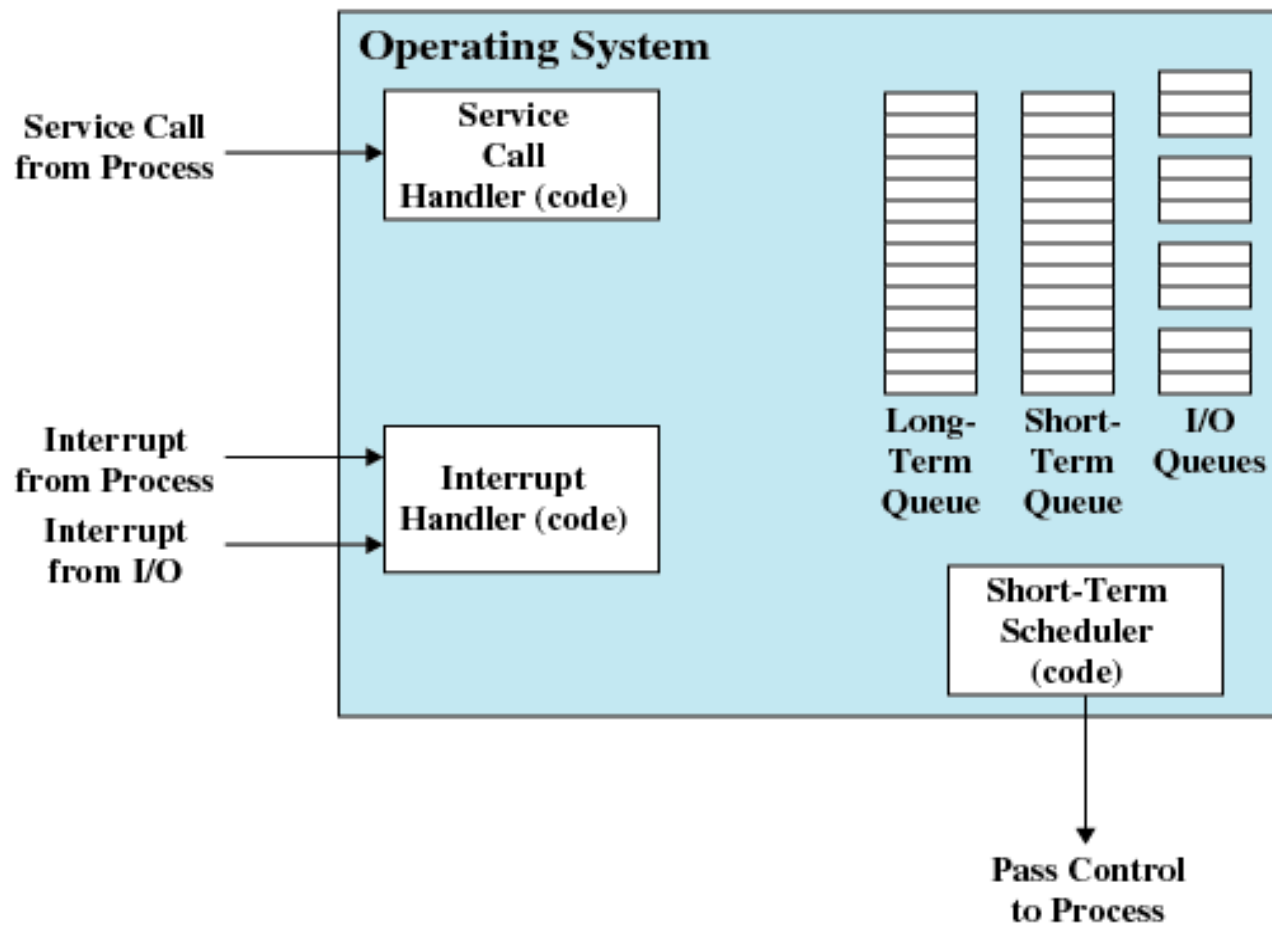 Operating System
Service Call
from Process
Service
Call
Handler (code)
Interrupt
from Process
Interrupt
from I/O
Interrupt
Handler (code)
Long-
Term
Queue
Short-
Term
Queue
I/O
Queues
Short-Term
Scheduler
(code)
Pass Control
to Process